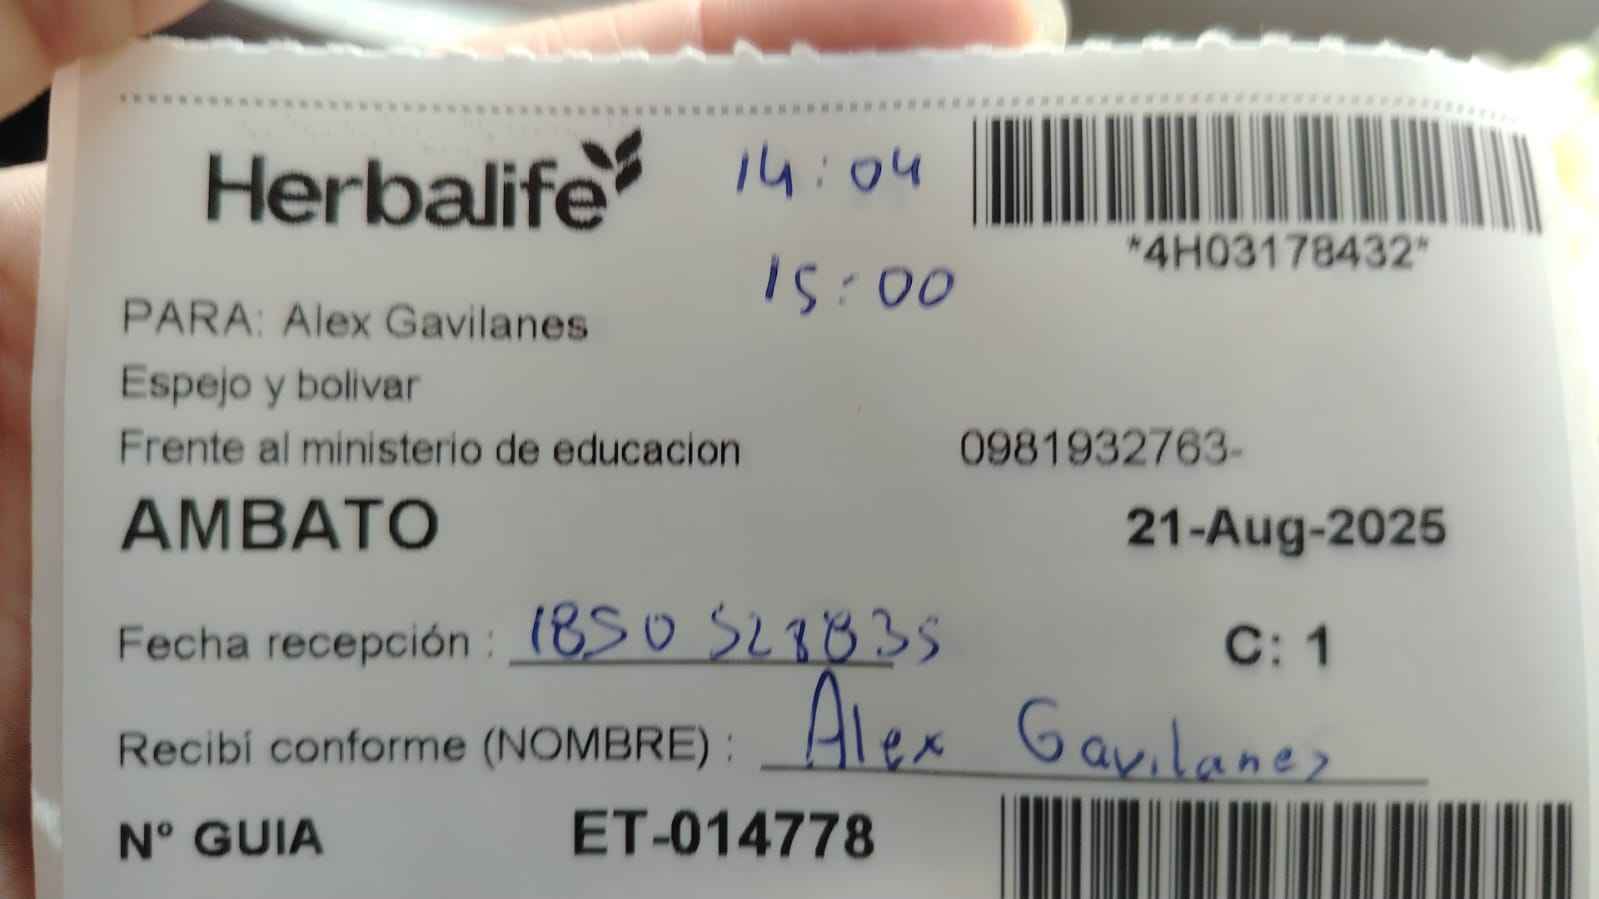 Herbalife
14:04
*4H03178432*
15:00
PARA: Alex Gavilanes
Espejo y bolivar
Frente al ministerio de educacion 0981932763-
AMBATO 21-Aug-2025
Fecha recepción : 1850528835 C: 1
Recibí conforme (NOMBRE) : Alex Gavilanes
N° GUIA ET-014778